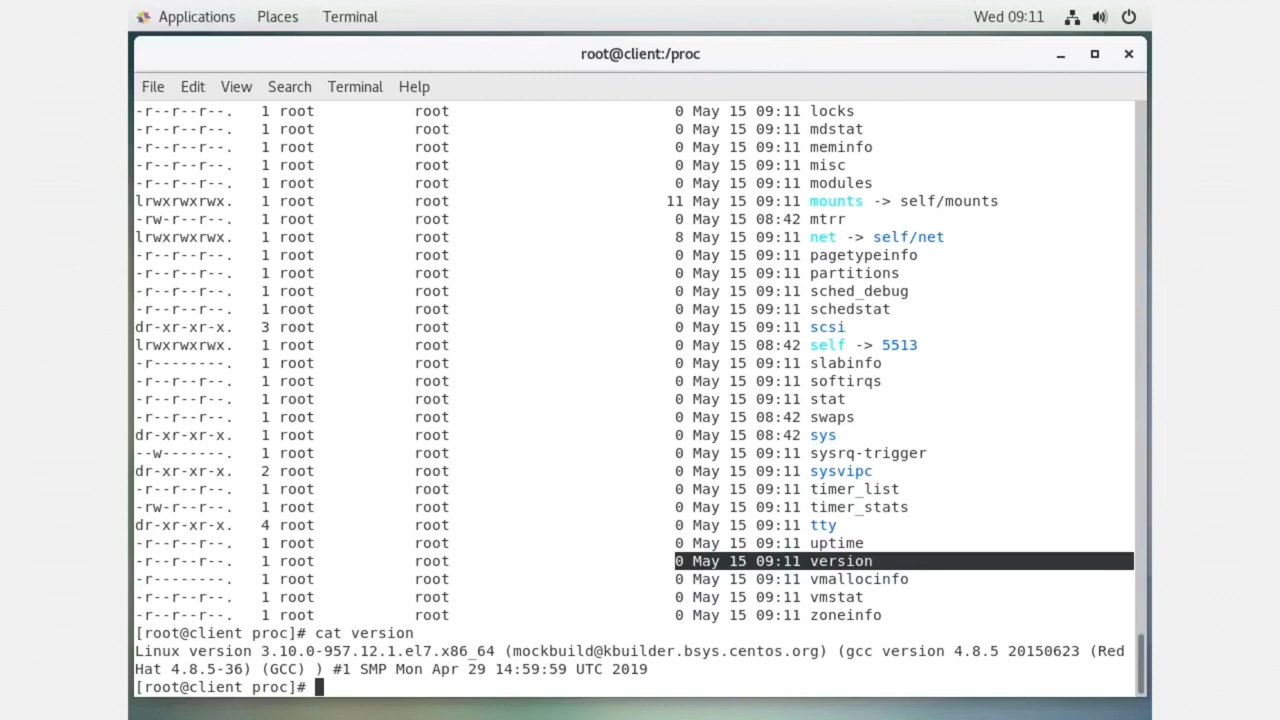 Applications Places Terminal Wed 09:11
root@client:/proc
File Edit View Search Terminal Help
-r--r--r--. 1 root root 0 May 15 09:11 locks
-r--r--r--. 1 root root 0 May 15 09:11 mdstat
-r--r--r--. 1 root root 0 May 15 09:11 meminfo
-r--r--r--. 1 root root 0 May 15 09:11 misc
-r--r--r--. 1 root root 0 May 15 09:11 modules
lrwxrwxrwx. 1 root root 11 May 15 09:11 mounts -> self/mounts
-rw-r--r--. 1 root root 0 May 15 08:42 mtrr
lrwxrwxrwx. 1 root root 8 May 15 09:11 net -> self/net
-r--r--r--. 1 root root 0 May 15 09:11 pagetypeinfo
-r--r--r--. 1 root root 0 May 15 09:11 partitions
-r--r--r--. 1 root root 0 May 15 09:11 sched_debug
-r--r--r--. 1 root root 0 May 15 09:11 schedstat
dr-xr-xr-x. 3 root root 0 May 15 09:11 scsi
lrwxrwxrwx. 1 root root 0 May 15 08:42 self -> 5513
-r--------. 1 root root 0 May 15 09:11 slabinfo
-r--r--r--. 1 root root 0 May 15 09:11 softirqs
-r--r--r--. 1 root root 0 May 15 09:11 stat
-r--r--r--. 1 root root 0 May 15 08:42 swaps
dr-xr-xr-x. 1 root root 0 May 15 08:42 sys
--w-------. 1 root root 0 May 15 09:11 sysrq-trigger
dr-xr-xr-x. 2 root root 0 May 15 09:11 sysvipc
-r--r--r--. 1 root root 0 May 15 09:11 timer_list
-rw-r--r--. 1 root root 0 May 15 09:11 timer_stats
dr-xr-xr-x. 4 root root 0 May 15 09:11 tty
-r--r--r--. 1 root root 0 May 15 09:11 uptime
-r--r--r--. 1 root root 0 May 15 09:11 version
-r--------. 1 root root 0 May 15 09:11 vmallocinfo
-r--r--r--. 1 root root 0 May 15 09:11 vmstat
-r--r--r--. 1 root root 0 May 15 09:11 zoneinfo
[root@client proc]# cat version
Linux version 3.10.0-957.12.1.el7.x86_64 (mockbuild@kbuilder.bsys.centos.org) (gcc version 4.8.5 20150623 (Red
Hat 4.8.5-36) (GCC) ) #1 SMP Mon Apr 29 14:59:59 UTC 2019
[root@client proc]#